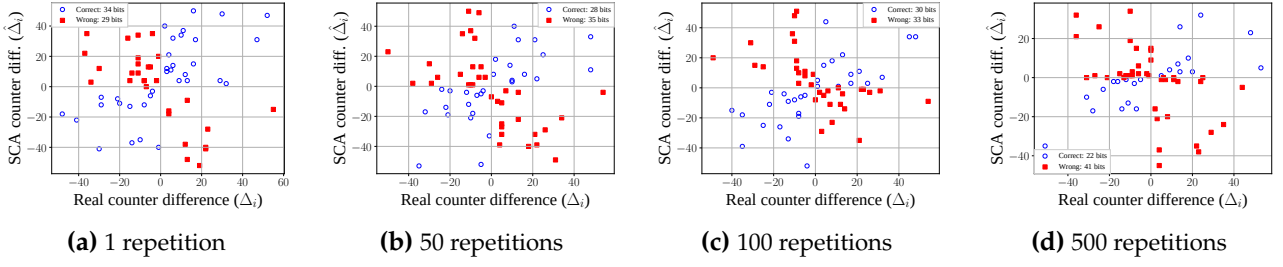 Correct: 34 bits
Wrong: 29 bits
40
20
0
−20
−40
−40
−20
0
20
40
60
SCA counter diff. (Δ̂ᵢ)
Real counter difference (Δᵢ)
(a) 1 repetition
Correct: 28 bits
Wrong: 35 bits
40
20
0
−20
−40
−40
−20
0
20
40
SCA counter diff. (Δ̂ᵢ)
Real counter difference (Δᵢ)
(b) 50 repetitions
Correct: 30 bits
Wrong: 33 bits
40
20
0
−20
−40
−40
−20
0
20
40
SCA counter diff. (Δ̂ᵢ)
Real counter difference (Δᵢ)
(c) 100 repetitions
Correct: 22 bits
Wrong: 41 bits
20
0
−20
−40
−40
−20
0
20
40
SCA counter diff. (Δ̂ᵢ)
Real counter difference (Δᵢ)
(d) 500 repetitions